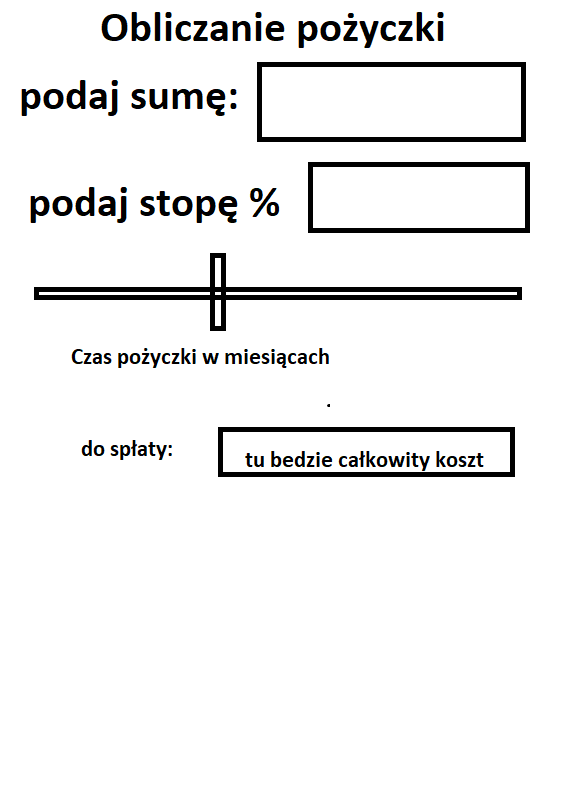 Obliczanie pożyczki
podaj sumę:
podaj stopę %
Czas pożyczki w miesiącach
.
do spłaty:
tu bedzie całkowity koszt